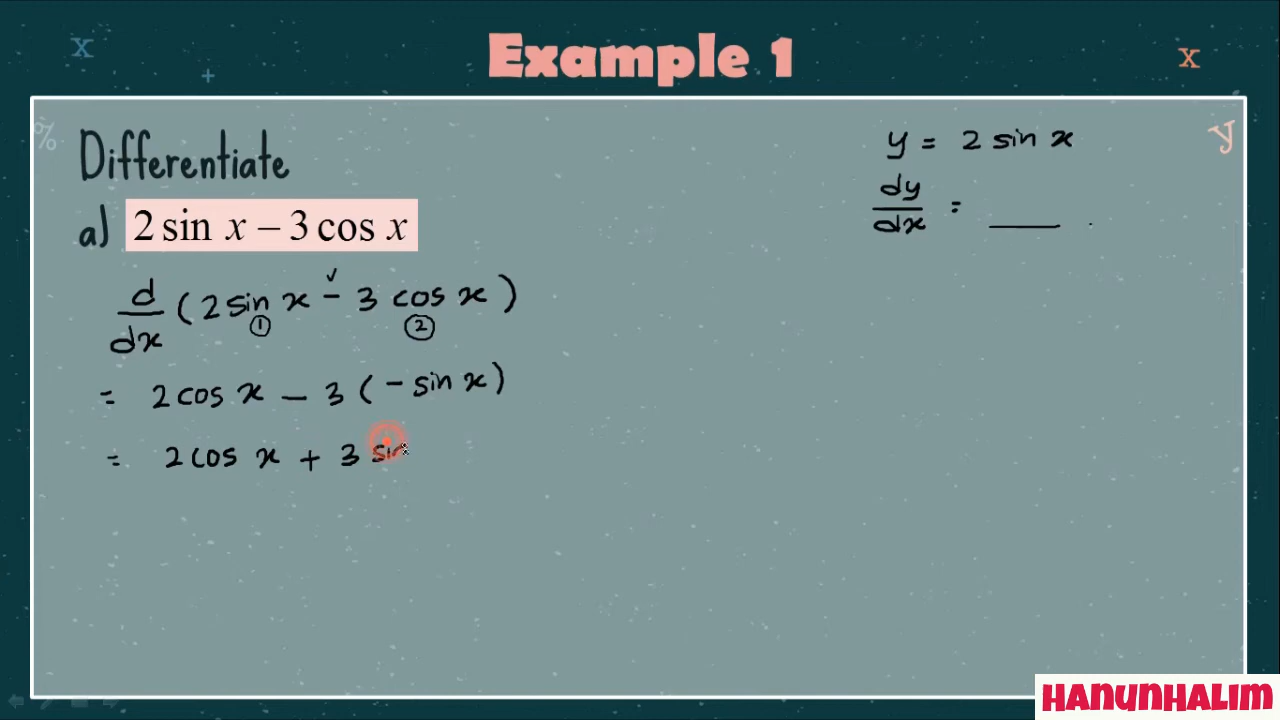 Example 1
x
+
x
%
y
Differentiate
a) 2 sin x − 3 cos x
d/dx (2 sin x − 3 cos x)
① ②
= 2 cos x − 3 (− sin x)
= 2 cos x + 3 sin
y = 2 sin x
dy/dx = ____ .
HANUNHALIM